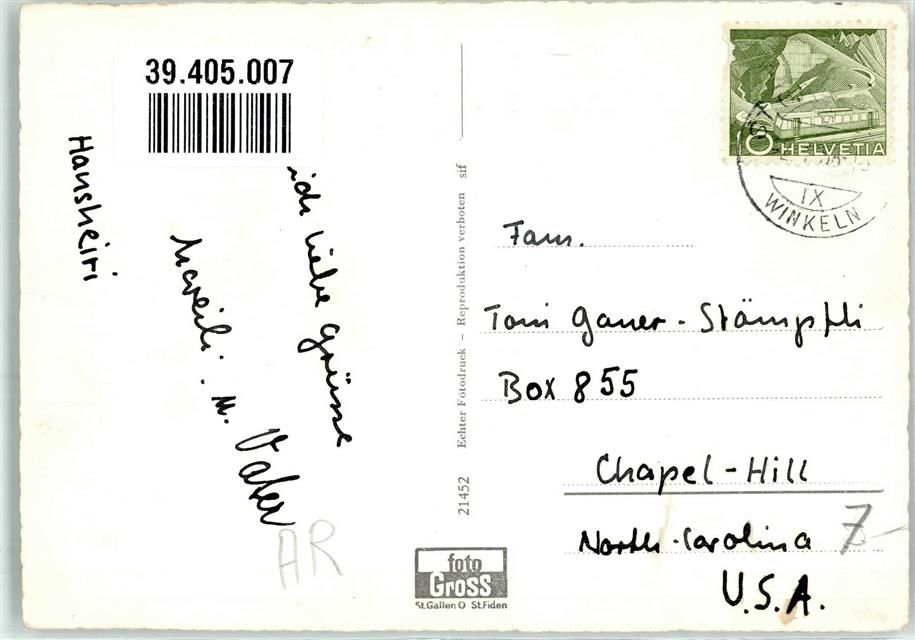 39.405.007
ich liebe Grüsse
Mareili. M. Vater
Hansheiri
AR
21452 Echter Fotodruck – Reproduktion verboten sif
foto
Gross
St.Gallen O St.Fiden
10 HELVETIA
IX
WINKELN
Fam.
Toni Ganer-Stämpfli
Box 855
Chapel-Hill
North-Carolina
U.S.A.
7-